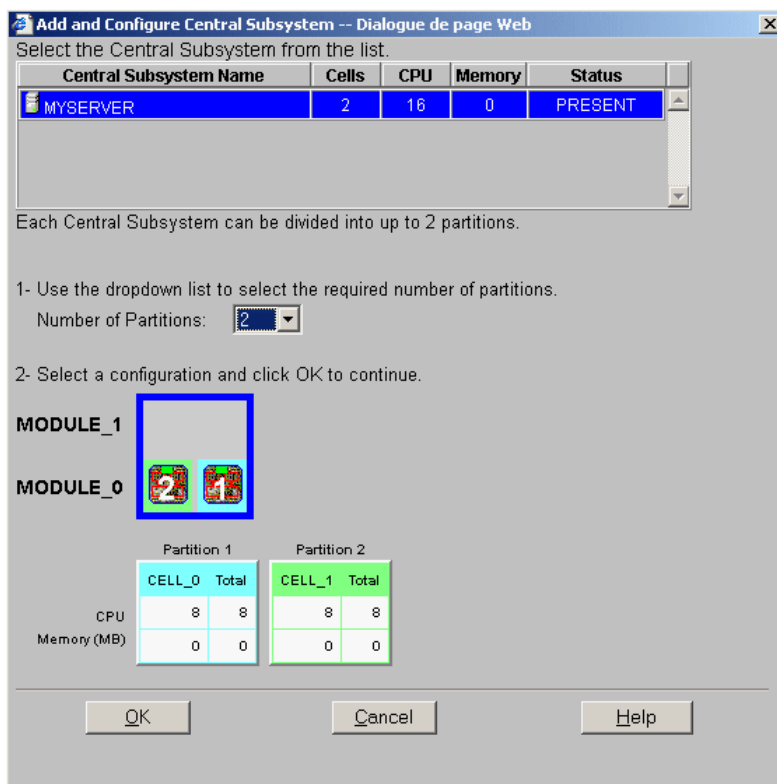 Add and Configure Central Subsystem -- Dialogue de page Web
Select the Central Subsystem from the list.
Central Subsystem Name Cells CPU Memory Status
MYSERVER 2 16 0 PRESENT
Each Central Subsystem can be divided into up to 2 partitions.
1- Use the dropdown list to select the required number of partitions.
Number of Partitions: 2
2- Select a configuration and click OK to continue.
MODULE_1
MODULE_0 2 1
Partition 1 Partition 2
CELL_0 Total CELL_1 Total
CPU 8 8 8 8
Memory (MB) 0 0 0 0
OK Cancel Help